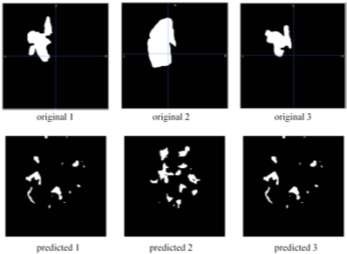 original 1
original 2
original 3
predicted 1
predicted 2
predicted 3